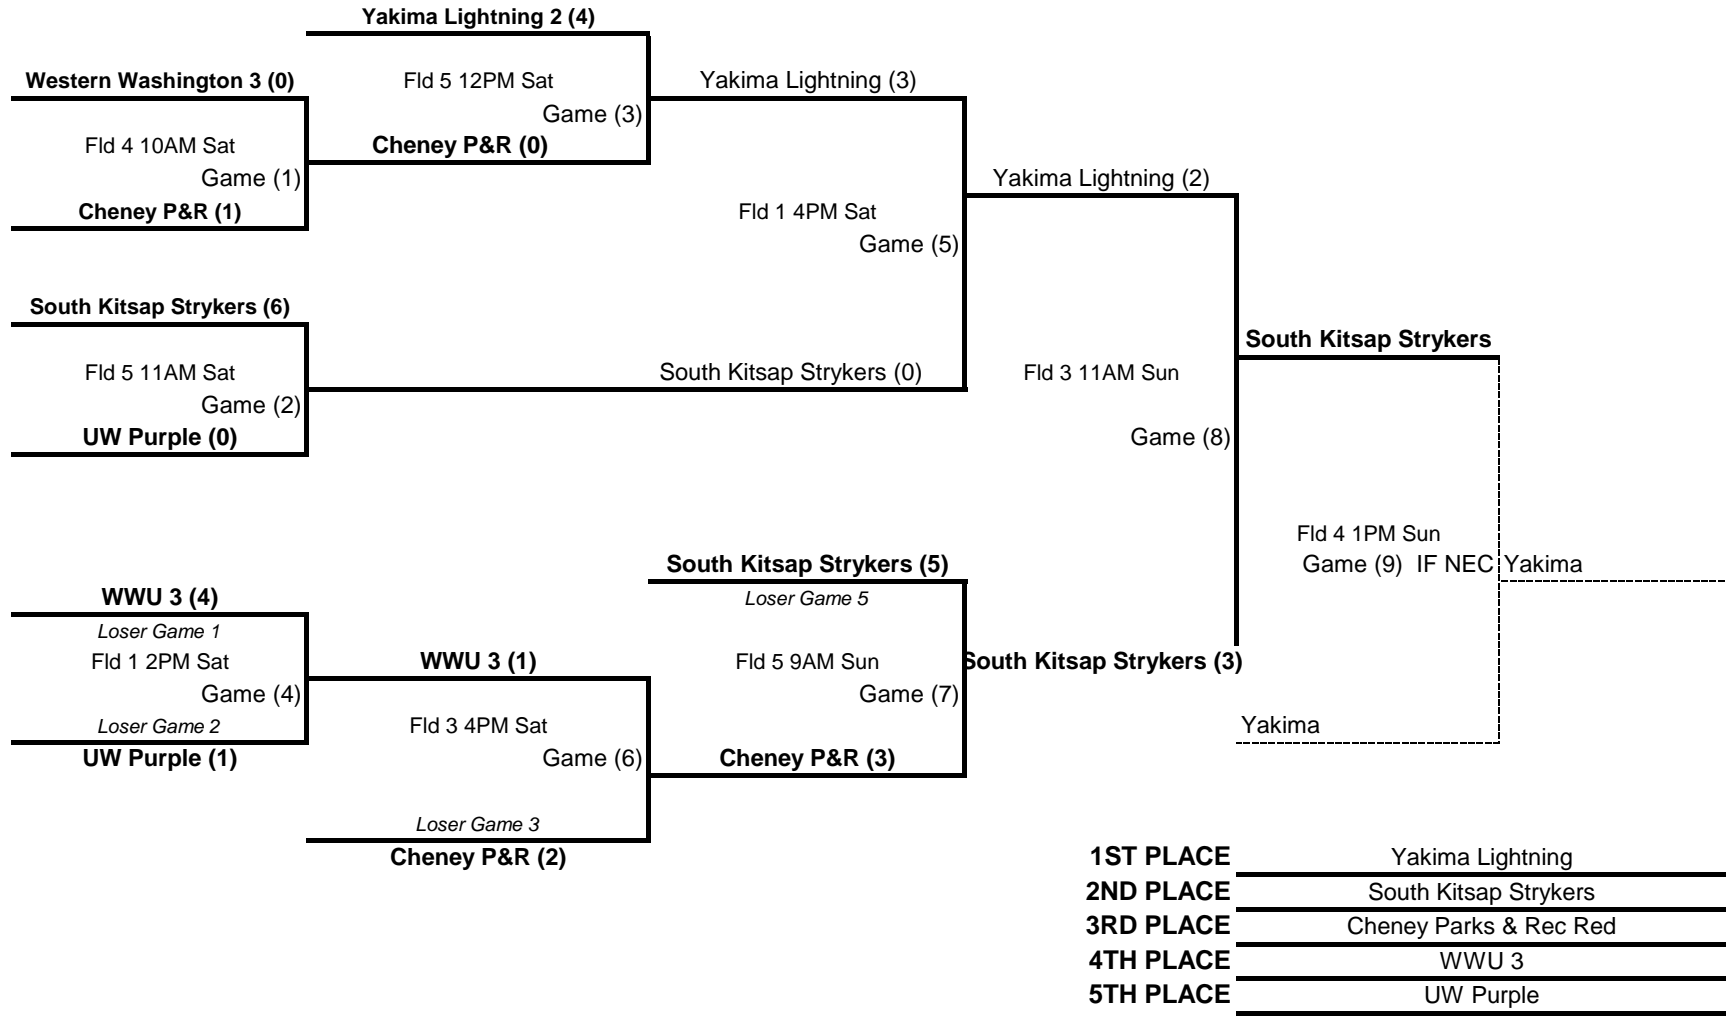 Yakima Lightning 2 (4)
Western Washington 3 (0)
Fld 5 12PM Sat
Yakima Lightning (3)
Game (3)
Fld 4 10AM Sat
Cheney P&R (0)
Game (1)
Yakima Lightning (2)
Cheney P&R (1)
Fld 1 4PM Sat
Game (5)
South Kitsap Strykers (6)
South Kitsap Strykers
Fld 5 11AM Sat
South Kitsap Strykers (0)
Fld 3 11AM Sun
Game (2)
UW Purple (0)
Game (8)
Fld 4 1PM Sun
South Kitsap Strykers (5)
Game (9) IF NEC
Yakima
WWU 3 (4)
Loser Game 5
Loser Game 1
Fld 1 2PM Sat
WWU 3 (1)
Fld 5 9AM Sun
South Kitsap Strykers (3)
Game (4)
Game (7)
Loser Game 2
Fld 3 4PM Sat
Yakima
UW Purple (1)
Game (6)
Cheney P&R (3)
Loser Game 3
Cheney P&R (2)
1ST PLACE Yakima Lightning
2ND PLACE South Kitsap Strykers
3RD PLACE Cheney Parks & Rec Red
4TH PLACE WWU 3
5TH PLACE UW Purple